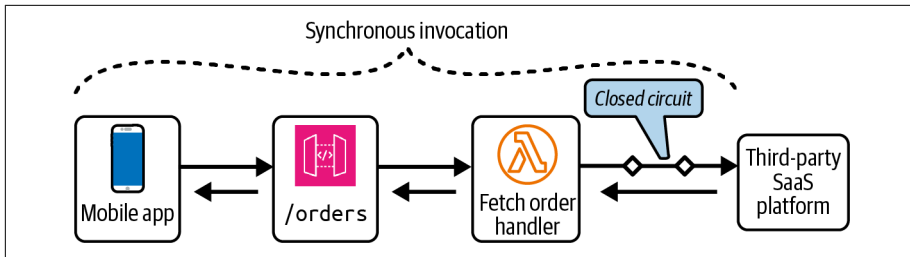 Synchronous invocation
Closed circuit
Mobile app
</>
/orders
Fetch order
handler
Third-party
SaaS
platform